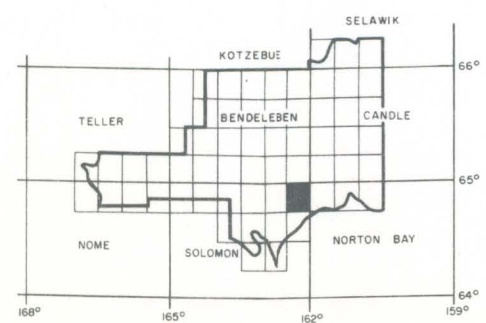 SELAWIK
KOTZEBUE
66°
TELLER
BENDELEBEN
CANDLE
65°
NOME
SOLOMON
NORTON BAY
64°
168°
165°
162°
159°